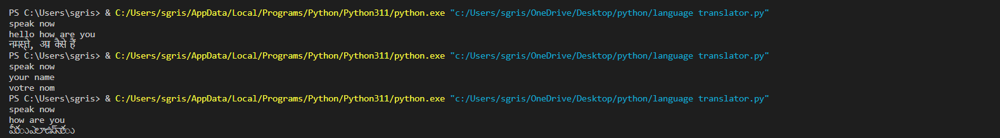 PS C:\Users\sgris> & C:/Users/sgris/AppData/Local/Programs/Python/Python311/python.exe "c:/Users/sgris/OneDrive/Desktop/python/language translator.py"
speak now
hello how are you
नमस्ते, आप कैसे हैं
PS C:\Users\sgris> & C:/Users/sgris/AppData/Local/Programs/Python/Python311/python.exe "c:/Users/sgris/OneDrive/Desktop/python/language translator.py"
speak now
your name
votre nom
PS C:\Users\sgris> & C:/Users/sgris/AppData/Local/Programs/Python/Python311/python.exe "c:/Users/sgris/OneDrive/Desktop/python/language translator.py"
speak now
how are you
మీరు ఎలా ఉన్నారు